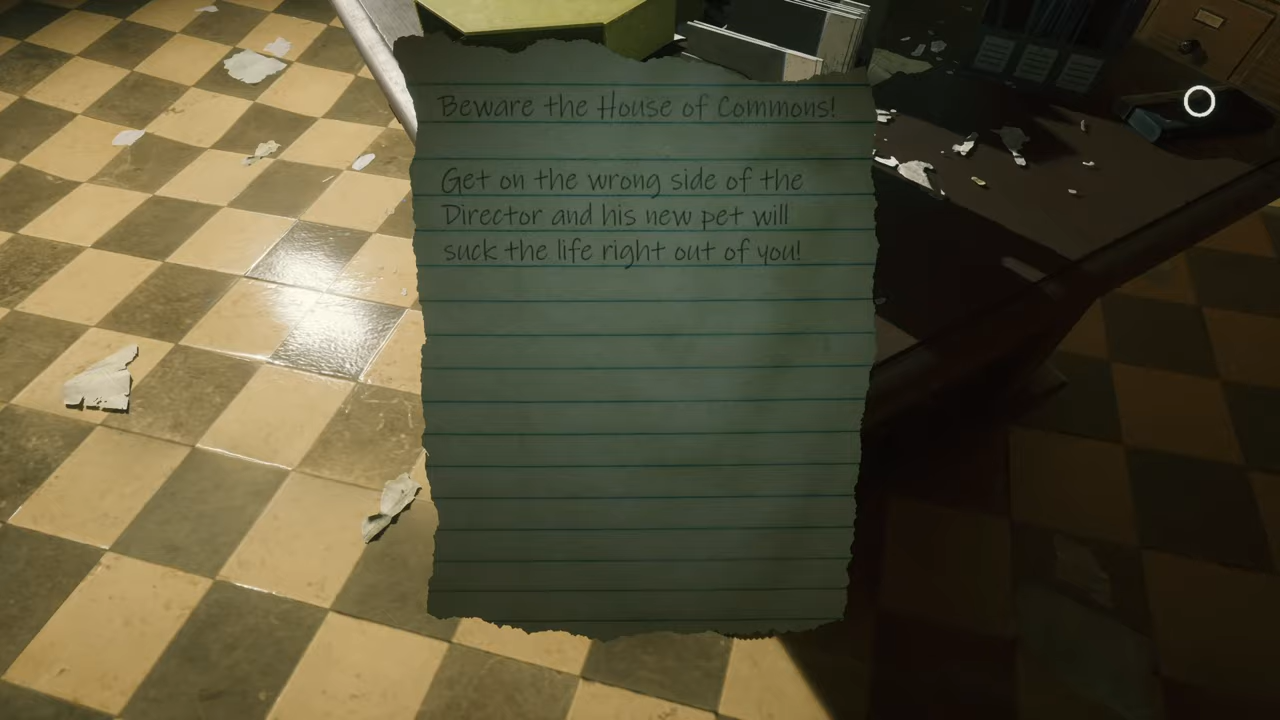 Beware the House of Commons!
Get on the wrong side of the
Director and his new pet will
suck the life right out of you!